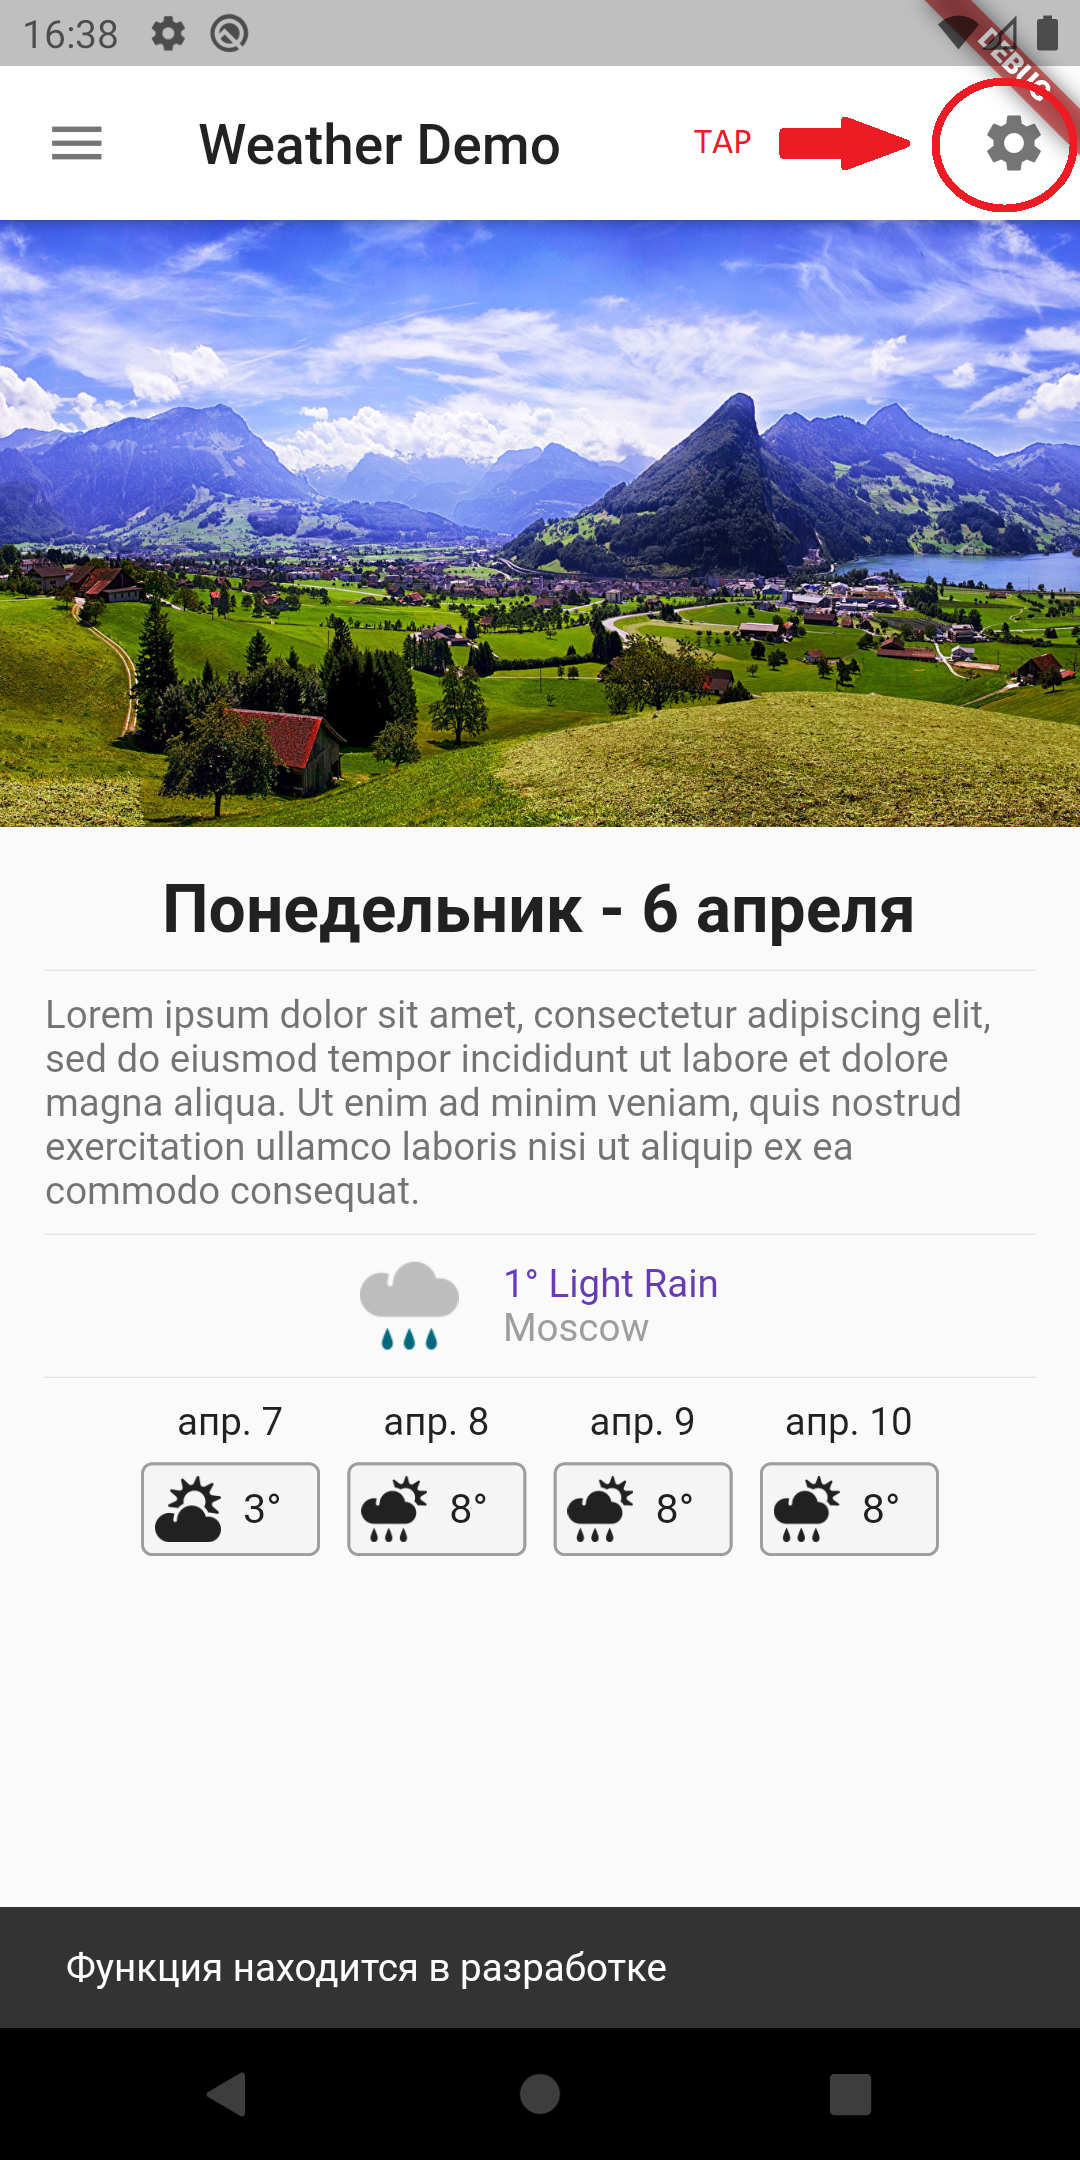 16:38
DEBUG
Weather Demo
TAP
Понедельник - 6 апреля
Lorem ipsum dolor sit amet, consectetur adipiscing elit,
sed do eiusmod tempor incididunt ut labore et dolore
magna aliqua. Ut enim ad minim veniam, quis nostrud
exercitation ullamco laboris nisi ut aliquip ex ea
commodo consequat.
1° Light Rain
Moscow
апр. 7 апр. 8 апр. 9 апр. 10
3° 8° 8° 8°
Функция находится в разработке